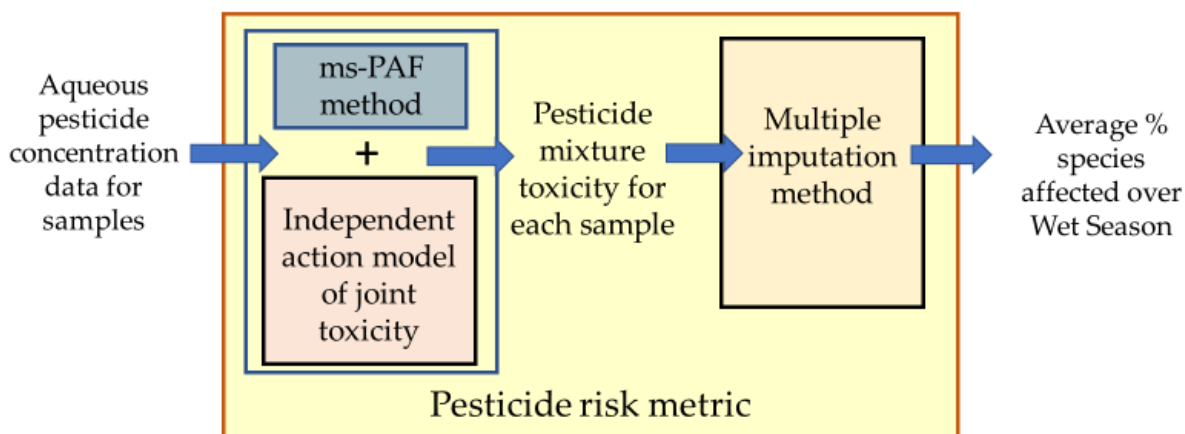 Aqueous
pesticide
concentration
data for
samples
ms-PAF
method
+
Independent
action model
of joint
toxicity
Pesticide
mixture
toxicity for
each sample
Multiple
imputation
method
Average %
species
affected over
Wet Season
Pesticide risk metric